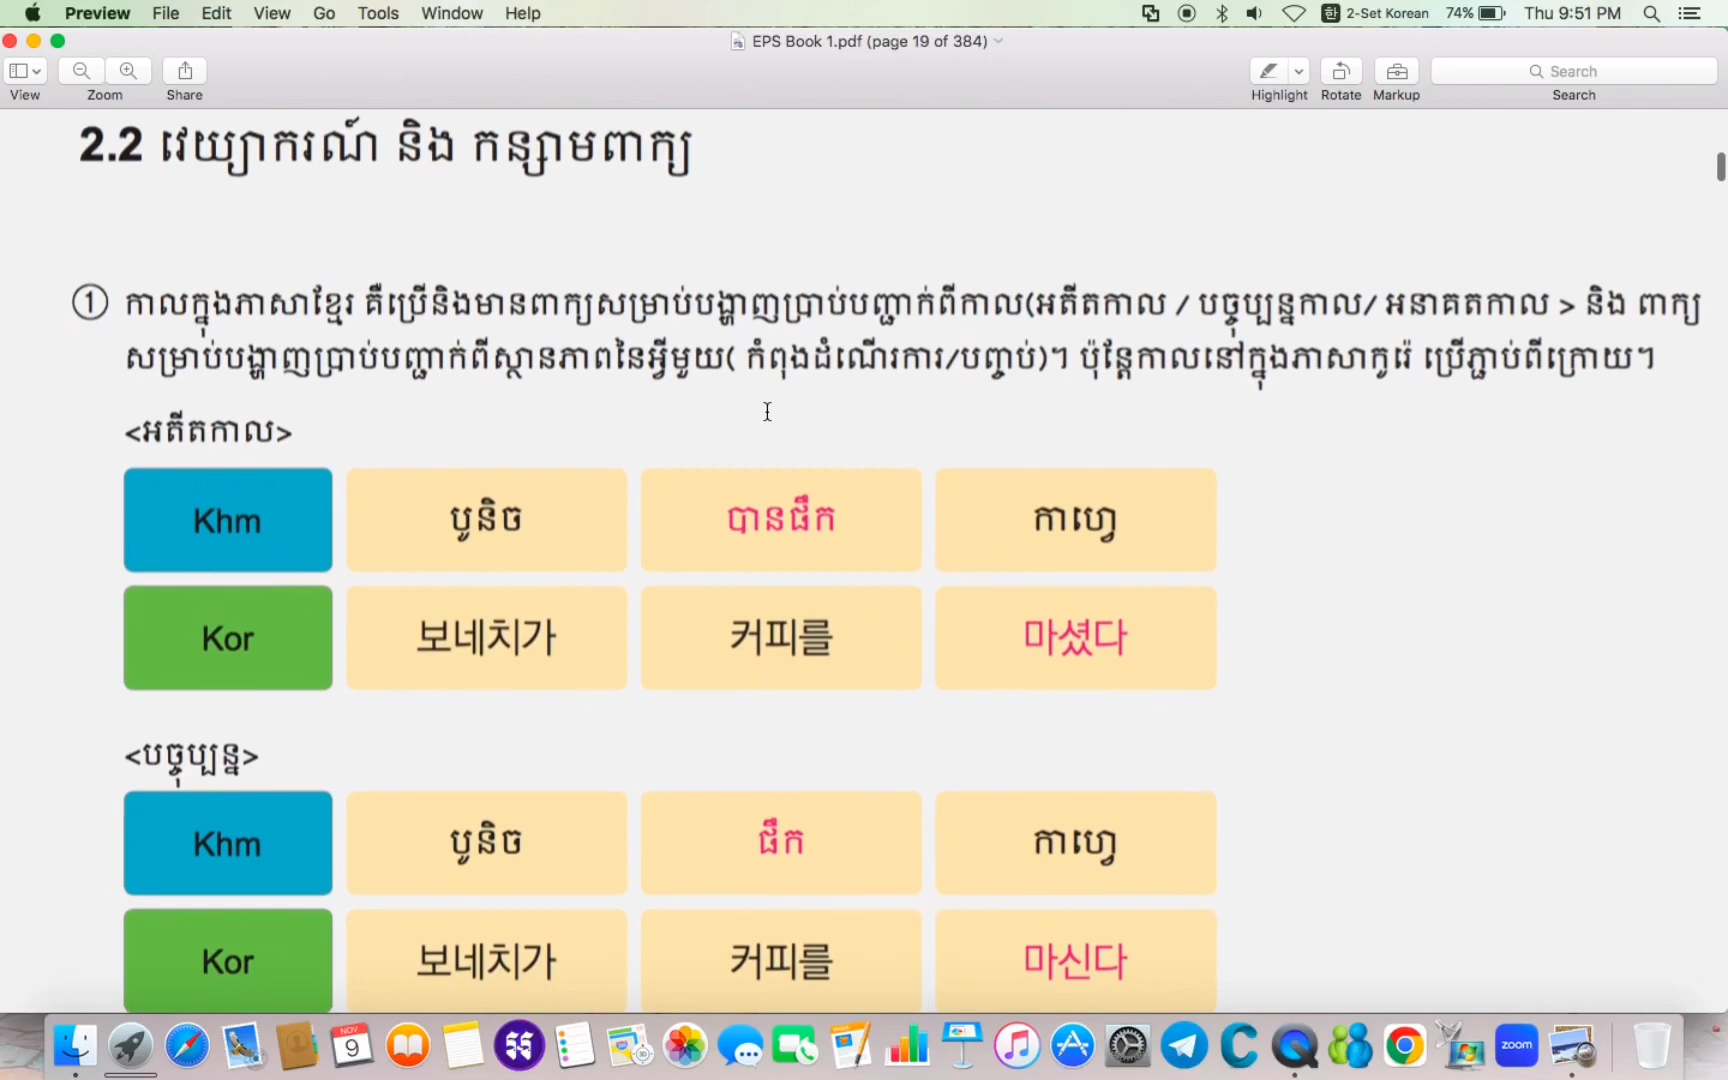 Preview File Edit View Go Tools Window Help 한 2-Set Korean 74% Thu 9:51 PM
EPS Book 1.pdf (page 19 of 384)
View Zoom Share Highlight Rotate Markup Search
Search
2.2 វេយ្យាករណ៍ និង កន្សោមពាក្យ
① កាលក្នុងភាសាខ្មែរ គឺប្រើនិងមានពាក្យសម្រាប់បង្ហាញប្រាប់បញ្ជាក់ពីកាល(អតីតកាល / បច្ចុប្បន្នកាល/ អនាគតកាល > និង ពាក្យ
សម្រាប់បង្ហាញប្រាប់បញ្ជាក់ពីស្ថានភាពនៃអ្វីមួយ( កំពុងដំណើរការ/បញ្ចប់)។ ប៉ុន្តែកាលនៅក្នុងភាសាកូរ៉េ ប្រើភ្ជាប់ពីក្រោយ។
<អតីតកាល>
Khm បូនិច បានផឹក កាហ្វេ
Kor 보네치가 커피를 마셨다
<បច្ចុប្បន្ន>
Khm បូនិច ផឹក កាហ្វេ
Kor 보네치가 커피를 마신다
NOV
9
zoom